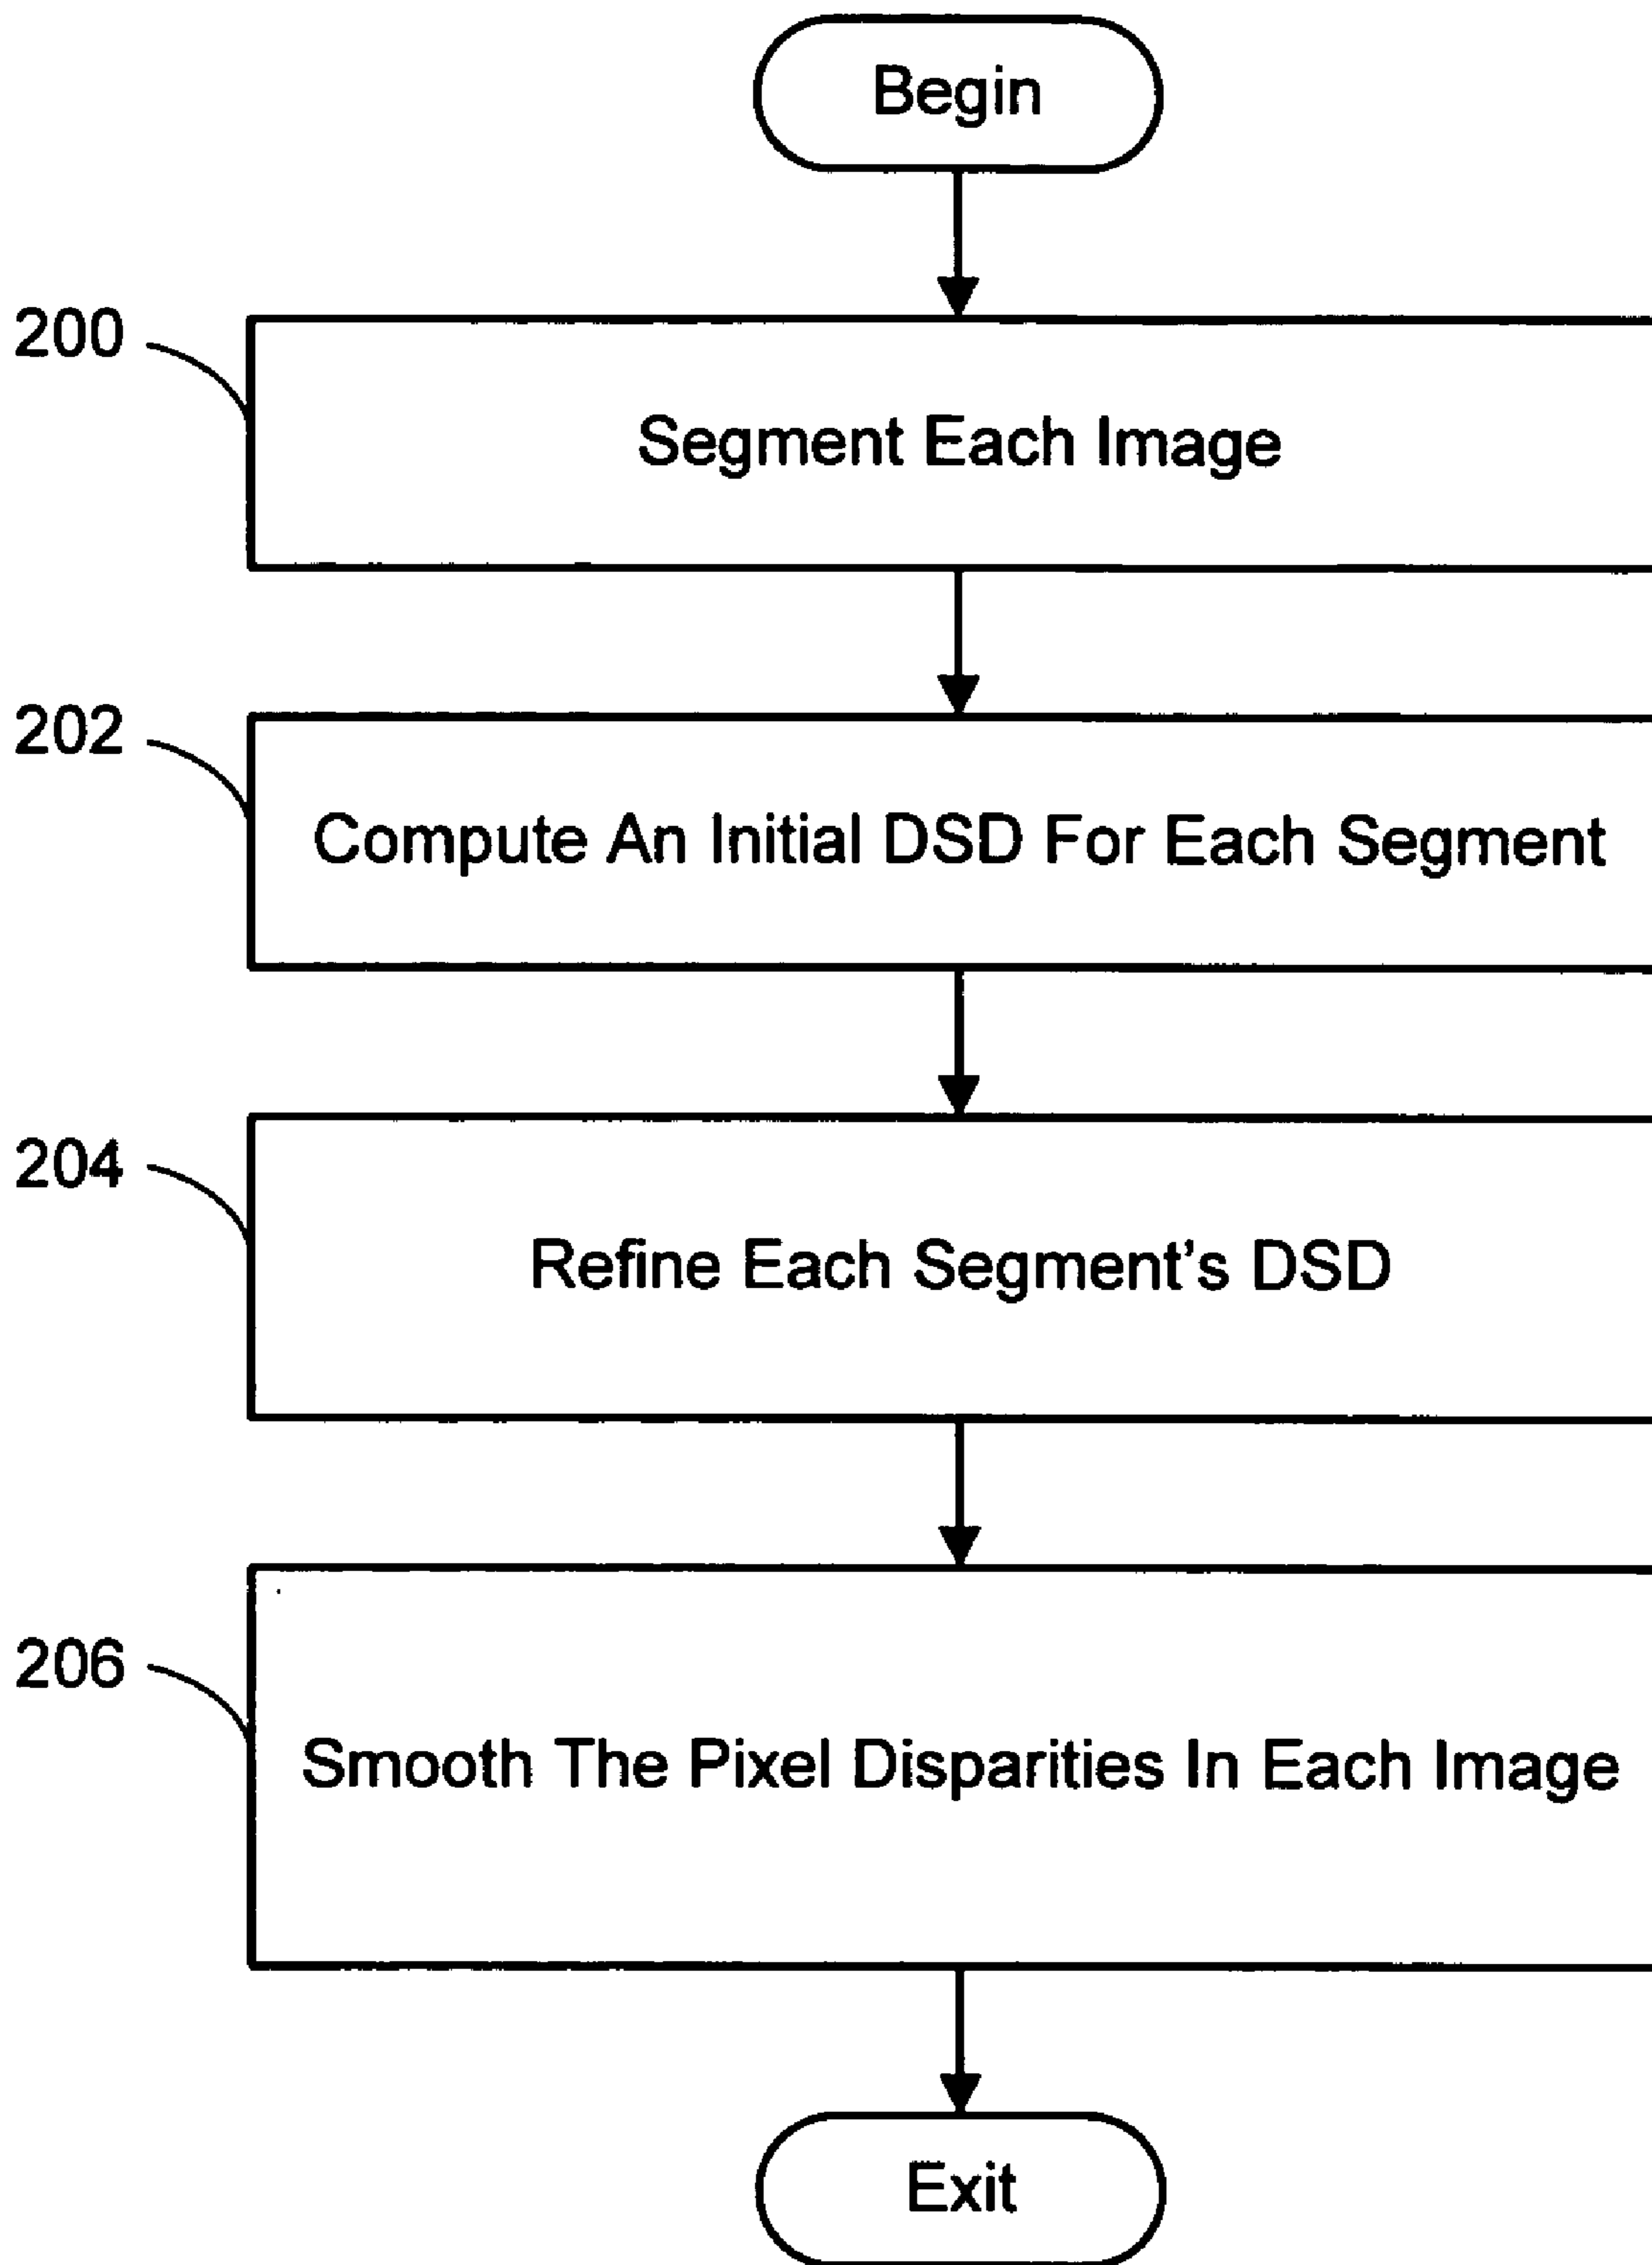 Begin
200
Segment Each Image
202
Compute An Initial DSD For Each Segment
204
Refine Each Segment's DSD
206
Smooth The Pixel Disparities In Each Image
Exit